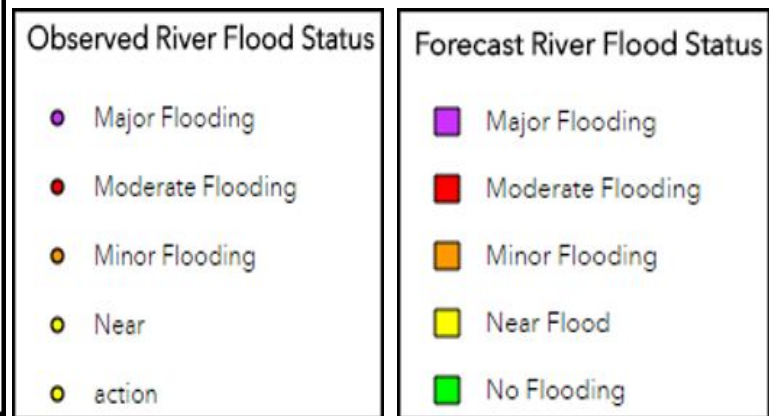 Observed River Flood Status
Major Flooding
Moderate Flooding
Minor Flooding
Near
action
Forecast River Flood Status
Major Flooding
Moderate Flooding
Minor Flooding
Near Flood
No Flooding